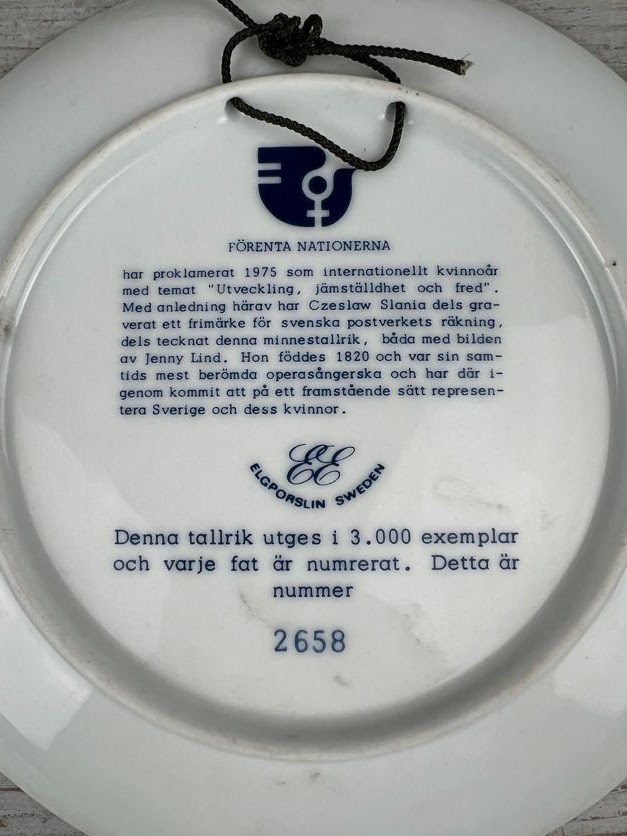 FÖRENTA NATIONERNA
har proklamerat 1975 som internationellt kvinnoår
med temat "Utveckling, jämställdhet och fred".
Med anledning härav har Czeslaw Slania dels gra-
verat ett frimärke för svenska postverkets räkning,
dels tecknat denna minnestallrik, båda med bilden
av Jenny Lind. Hon föddes 1820 och var sin sam-
tids mest berömda operasångerska och har där i-
genom kommit att på ett framstående sätt represen-
tera Sverige och dess kvinnor.
EE
ELGPORSLIN SWEDEN
Denna tallrik utges i 3.000 exemplar
och varje fat är numrerat. Detta är
nummer
2658